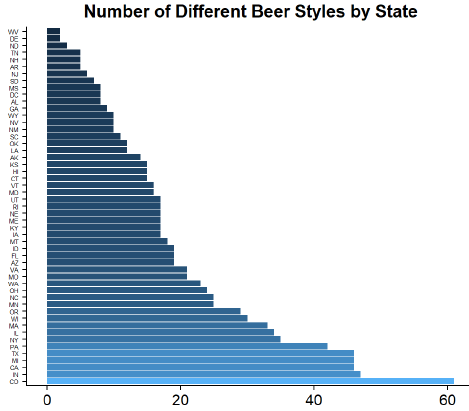 Number of Different Beer Styles by State
WV
DE
ND
TN
NH
AR
NJ
SD
MS
DC
AL
GA
WY
NV
NM
SC
OK
LA
AK
KS
HI
CT
VT
MD
UT
RI
NE
ME
KY
IA
MT
ID
FL
AZ
VA
MO
WA
OH
NC
MN
OR
WI
MA
IL
NY
PA
TX
MI
CA
IN
CO
0 20 40 60